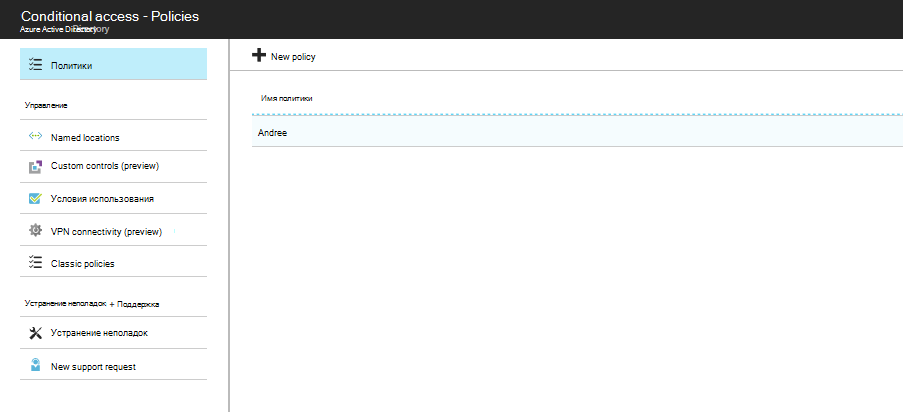 Conditional access - Policies
Azure Active Directory
Политики
Управление
Named locations
Custom controls (preview)
Условия использования
VPN connectivity (preview)
Classic policies
Устранение неполадок + Поддержка
Устранение неполадок
New support request
New policy
Имя политики
Andree